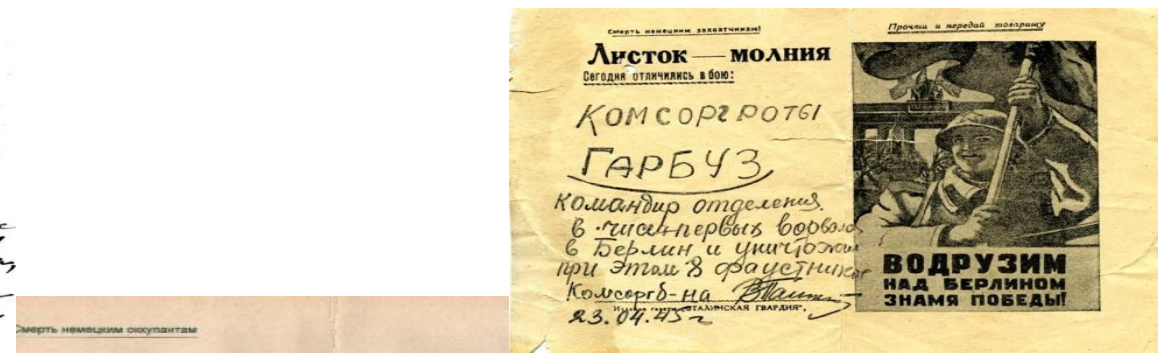 Смерть немецким захватчикам!
Листок — МОЛНИЯ
Сегодня отличились в бою:
Комсорг роты
ГАРБУЗ
Командир отделения
в числе первых ворвался
в Берлин и уничтожил
при этом 8 фаустников
Комсорг б-на
"СТАЛИНСКАЯ ГВАРДИЯ".
23.04.45 г
Прочти и передай товарищу
ВОДРУЗИМ
НАД БЕРЛИНОМ
ЗНАМЯ ПОБЕДЫ!
Смерть немецким оккупантам